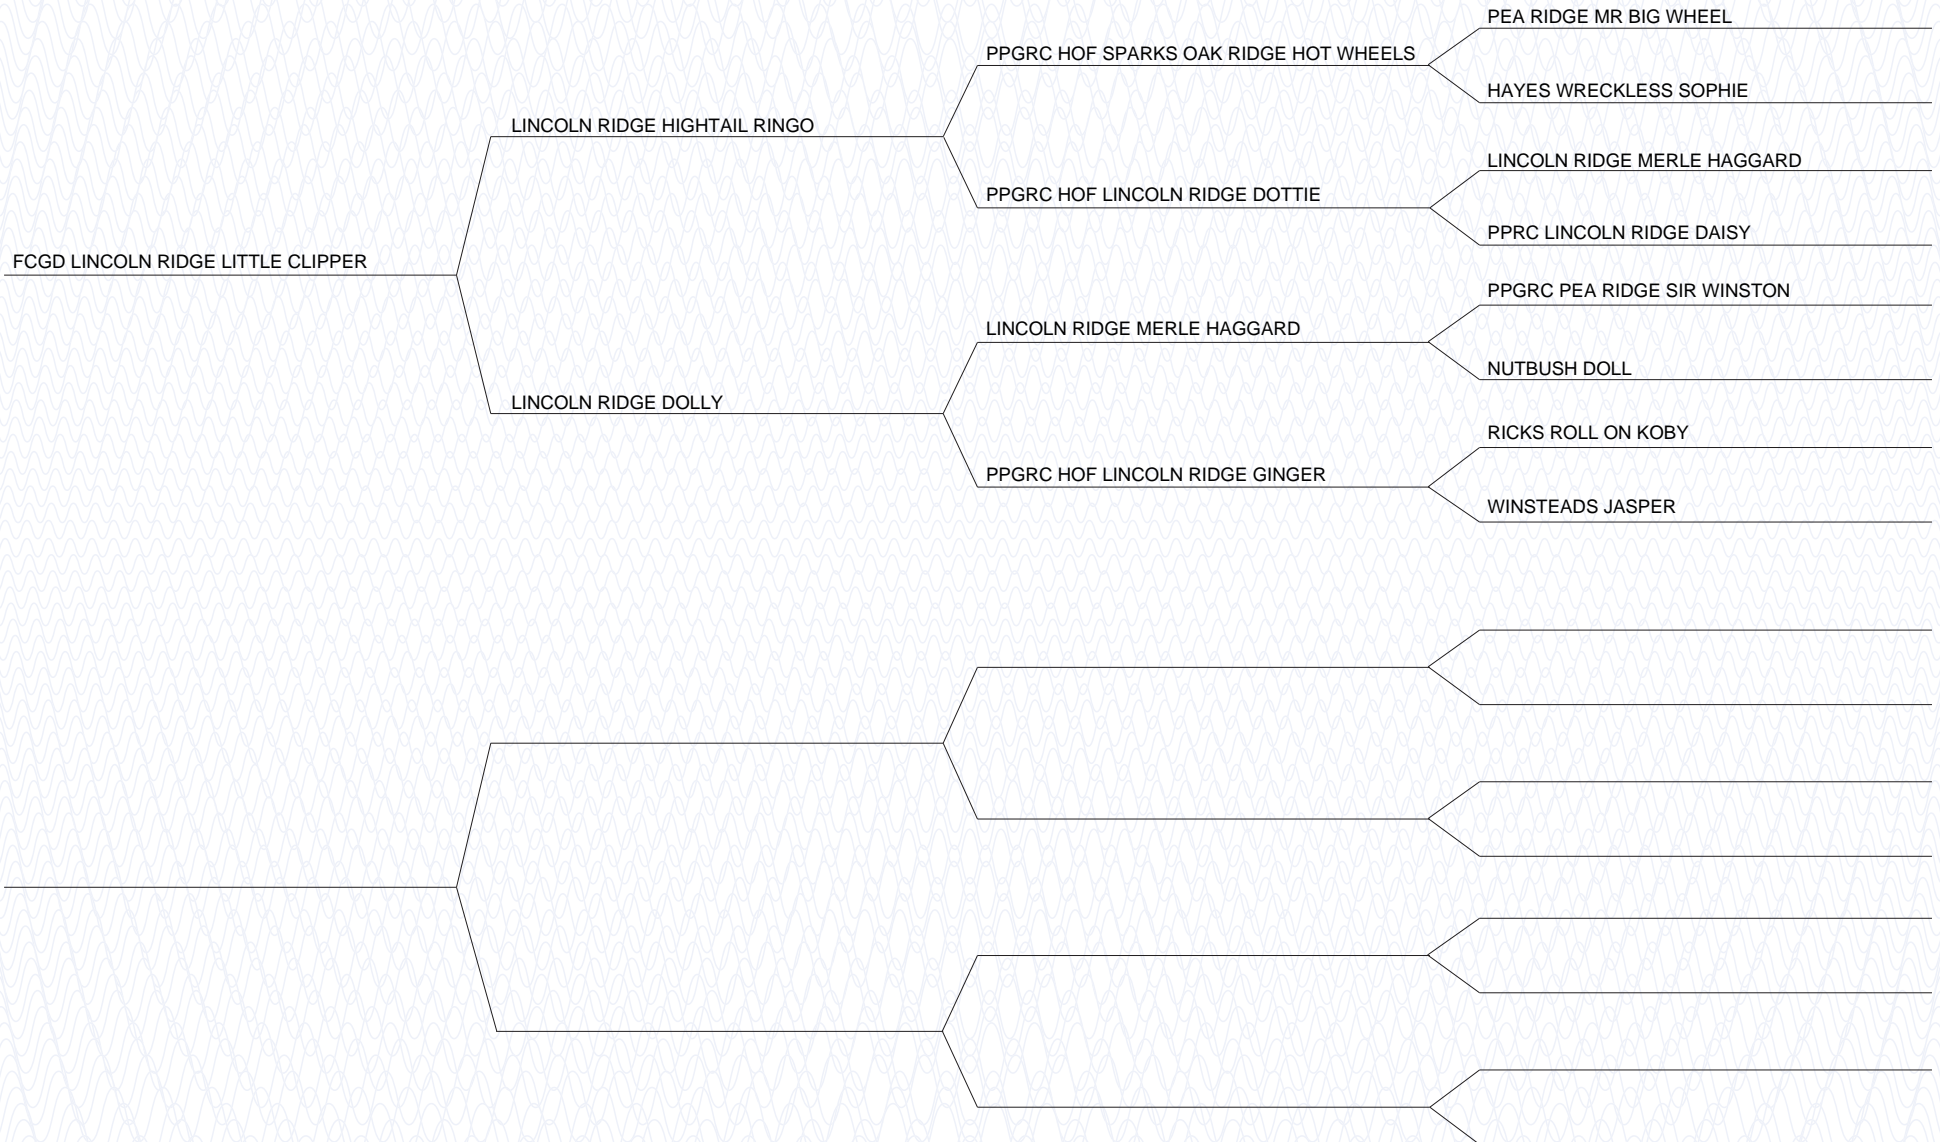 PEA RIDGE MR BIG WHEEL
PPGRC HOF SPARKS OAK RIDGE HOT WHEELS
HAYES WRECKLESS SOPHIE
LINCOLN RIDGE HIGHTAIL RINGO
LINCOLN RIDGE MERLE HAGGARD
PPGRC HOF LINCOLN RIDGE DOTTIE
PPRC LINCOLN RIDGE DAISY
FCGD LINCOLN RIDGE LITTLE CLIPPER
PPGRC PEA RIDGE SIR WINSTON
LINCOLN RIDGE MERLE HAGGARD
NUTBUSH DOLL
LINCOLN RIDGE DOLLY
RICKS ROLL ON KOBY
PPGRC HOF LINCOLN RIDGE GINGER
WINSTEADS JASPER